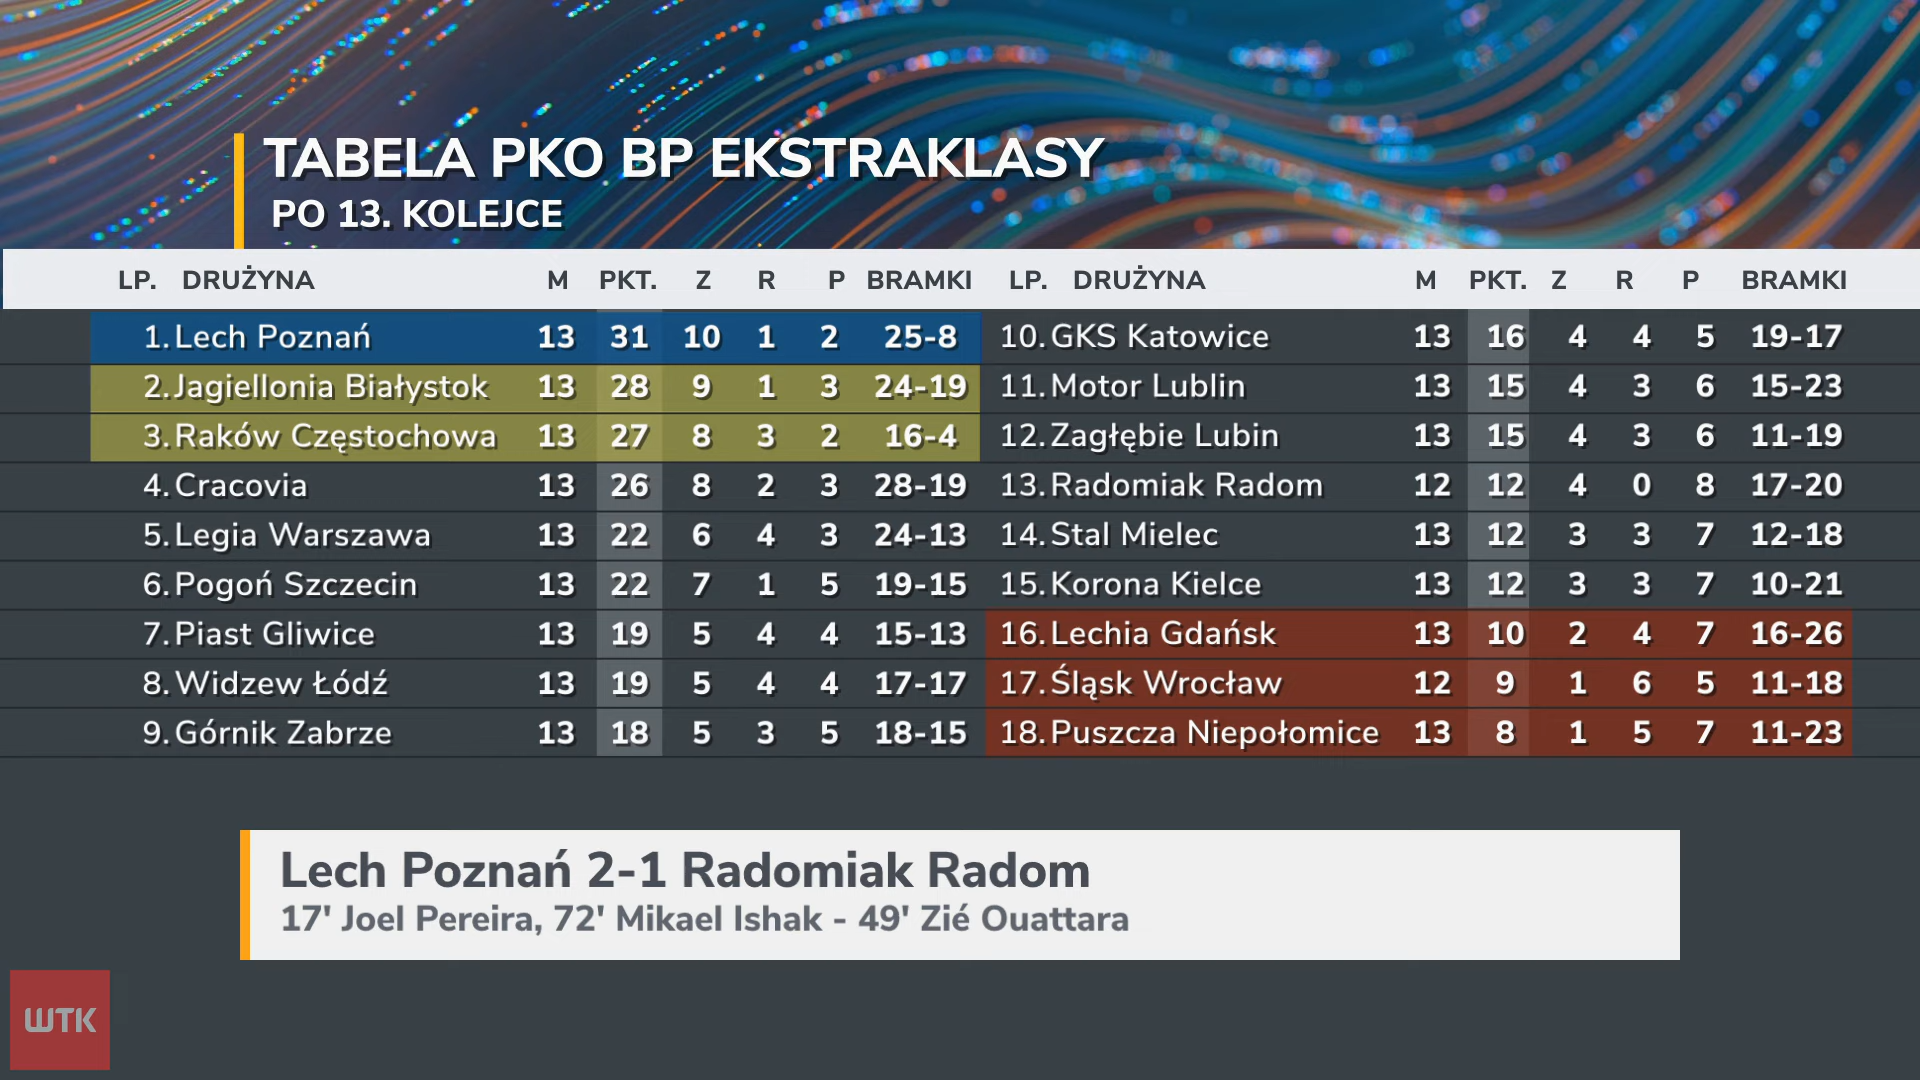 TABELA PKO BP EKSTRAKLASY
PO 13. KOLEJCE
LP. DRUŻYNA M PKT. Z R P BRAMKI LP. DRUŻYNA M PKT. Z R P BRAMKI
1. Lech Poznań 13 31 10 1 2 25-8 10. GKS Katowice 13 16 4 4 5 19-17
2. Jagiellonia Białystok 13 28 9 1 3 24-19 11. Motor Lublin 13 15 4 3 6 15-23
3. Raków Częstochowa 13 27 8 3 2 16-4 12. Zagłębie Lubin 13 15 4 3 6 11-19
4. Cracovia 13 26 8 2 3 28-19 13. Radomiak Radom 12 12 4 0 8 17-20
5. Legia Warszawa 13 22 6 4 3 24-13 14. Stal Mielec 13 12 3 3 7 12-18
6. Pogoń Szczecin 13 22 7 1 5 19-15 15. Korona Kielce 13 12 3 3 7 10-21
7. Piast Gliwice 13 19 5 4 4 15-13 16. Lechia Gdańsk 13 10 2 4 7 16-26
8. Widzew Łódź 13 19 5 4 4 17-17 17. Śląsk Wrocław 12 9 1 6 5 11-18
9. Górnik Zabrze 13 18 5 3 5 18-15 18. Puszcza Niepołomice 13 8 1 5 7 11-23
Lech Poznań 2-1 Radomiak Radom
17' Joel Pereira, 72' Mikael Ishak - 49' Zié Ouattara
WTK